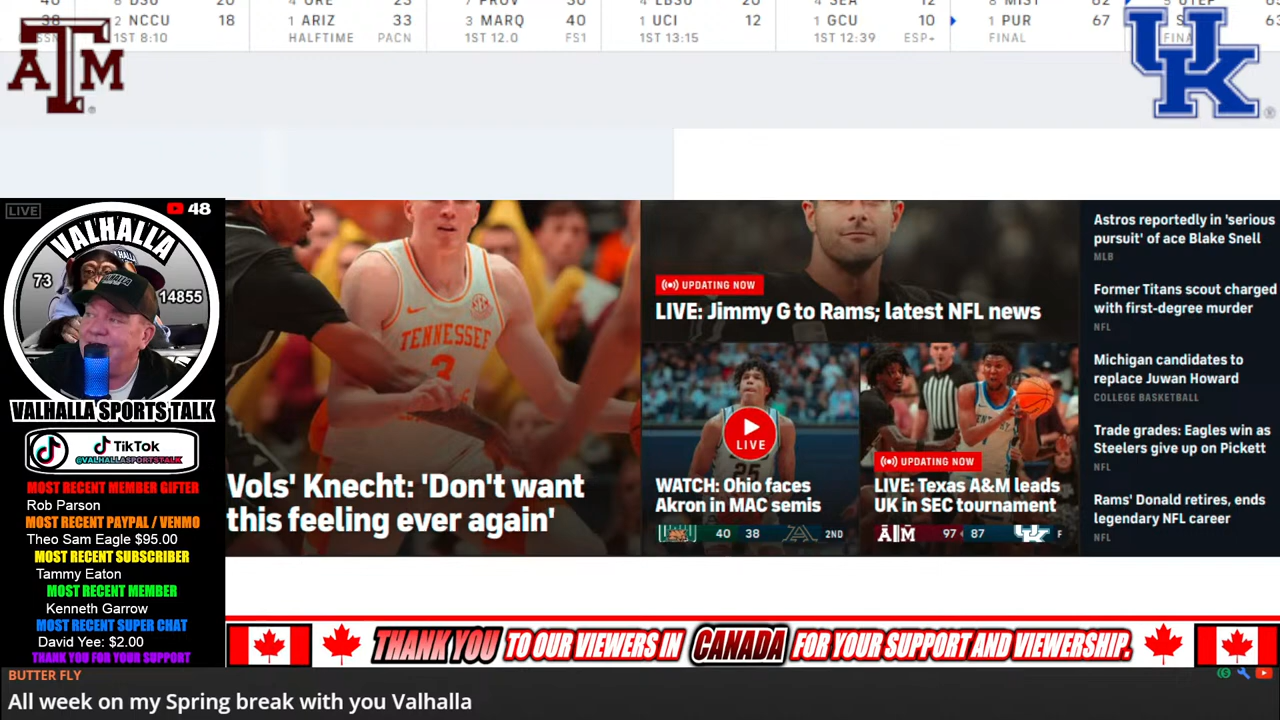 2 NCCU 18
1ST 8:10
1 ARIZ 33
HALFTIME PACN
3 MARQ 40
1ST 12.0 FS1
1 UCI 12
1ST 13:15
1 GCU 10
1ST 12:39 ESP+
1 PUR 67
FINAL
ATM
UK
LIVE
48
VALHALLA
73
14855
VALHALLA SPORTS TALK
TikTok
@VALHALLASPORTSTALK
MOST RECENT MEMBER GIFTER
Rob Parson
MOST RECENT PAYPAL / VENMO
Theo Sam Eagle $95.00
MOST RECENT SUBSCRIBER
Tammy Eaton
MOST RECENT MEMBER
Kenneth Garrow
MOST RECENT SUPER CHAT
David Yee: $2.00
THANK YOU FOR YOUR SUPPORT
TENNESSEE
3
Vols' Knecht: 'Don't want
this feeling ever again'
UPDATING NOW
LIVE: Jimmy G to Rams; latest NFL news
LIVE
25
WATCH: Ohio faces
Akron in MAC semis
40 38 2ND
UPDATING NOW
LIVE: Texas A&M leads
UK in SEC tournament
ATM 97 87 UK F
Astros reportedly in 'serious
pursuit' of ace Blake Snell
MLB
Former Titans scout charged
with first-degree murder
NFL
Michigan candidates to
replace Juwan Howard
COLLEGE BASKETBALL
Trade grades: Eagles win as
Steelers give up on Pickett
NFL
Rams' Donald retires, ends
legendary NFL career
NFL
THANK YOU TO OUR VIEWERS IN CANADA FOR YOUR SUPPORT AND VIEWERSHIP.
BUTTER FLY
All week on my Spring break with you Valhalla